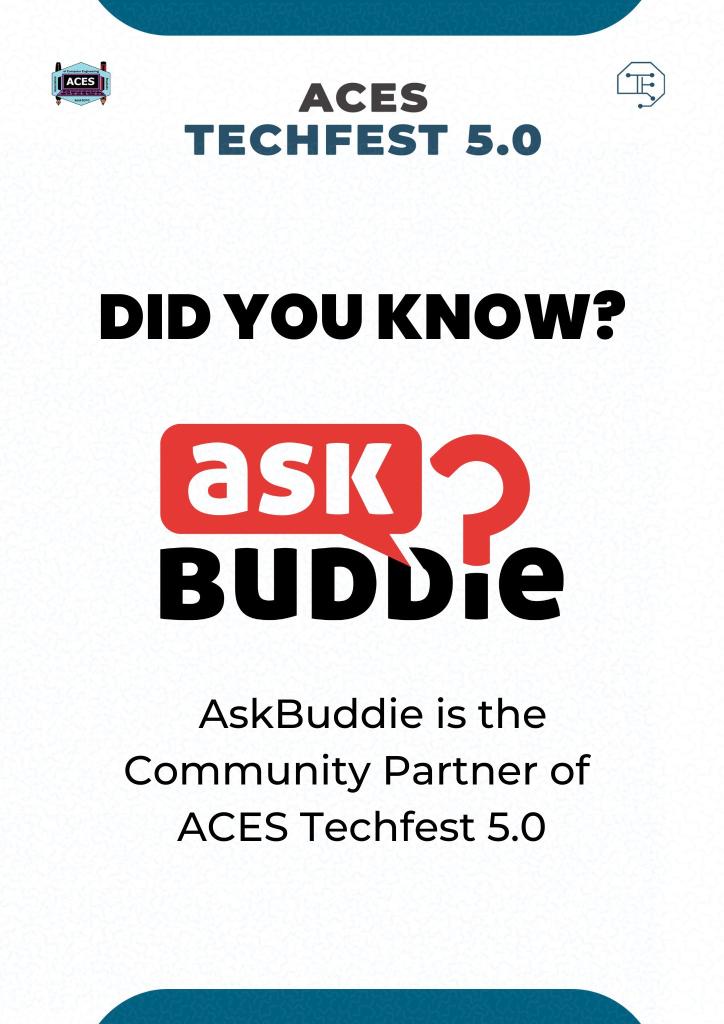 ACES
ACES
TECHFEST 5.0
DID YOU KNOW?
ask
BUDDie
AskBuddie is the
Community Partner of
ACES Techfest 5.0